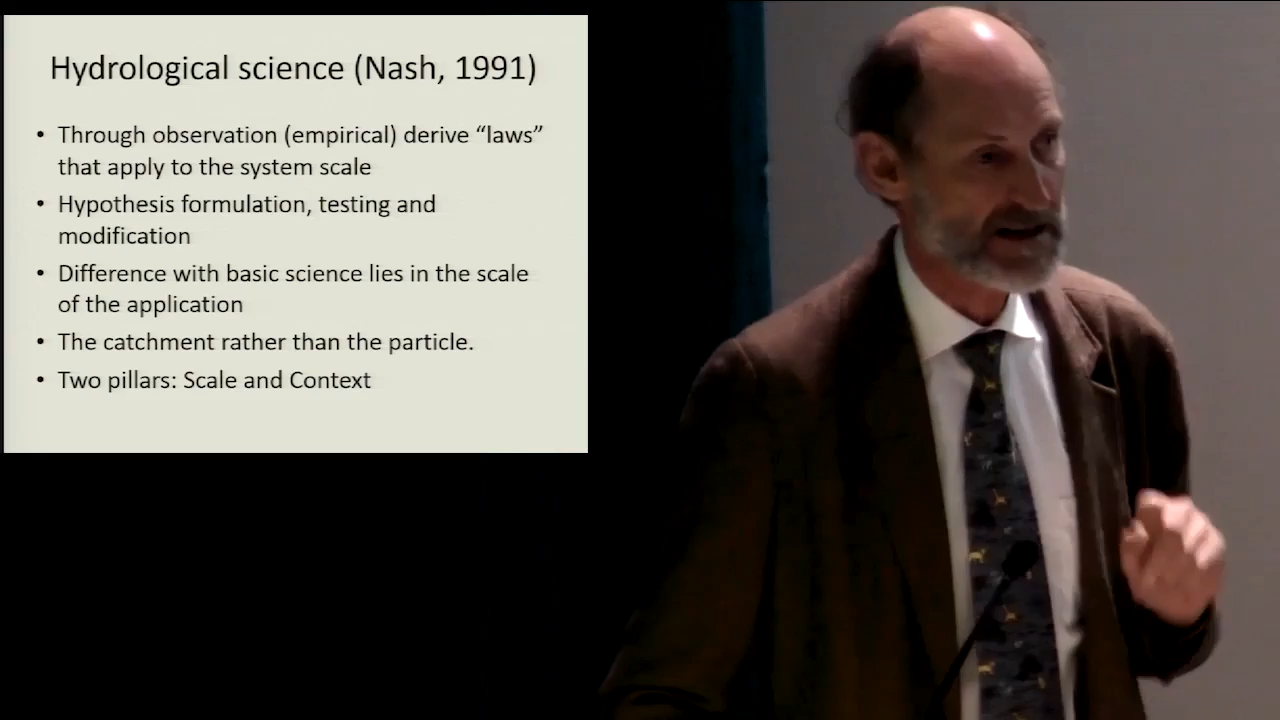 Hydrological science (Nash, 1991)
• Through observation (empirical) derive “laws”
that apply to the system scale
• Hypothesis formulation, testing and
modification
• Difference with basic science lies in the scale
of the application
• The catchment rather than the particle.
• Two pillars: Scale and Context